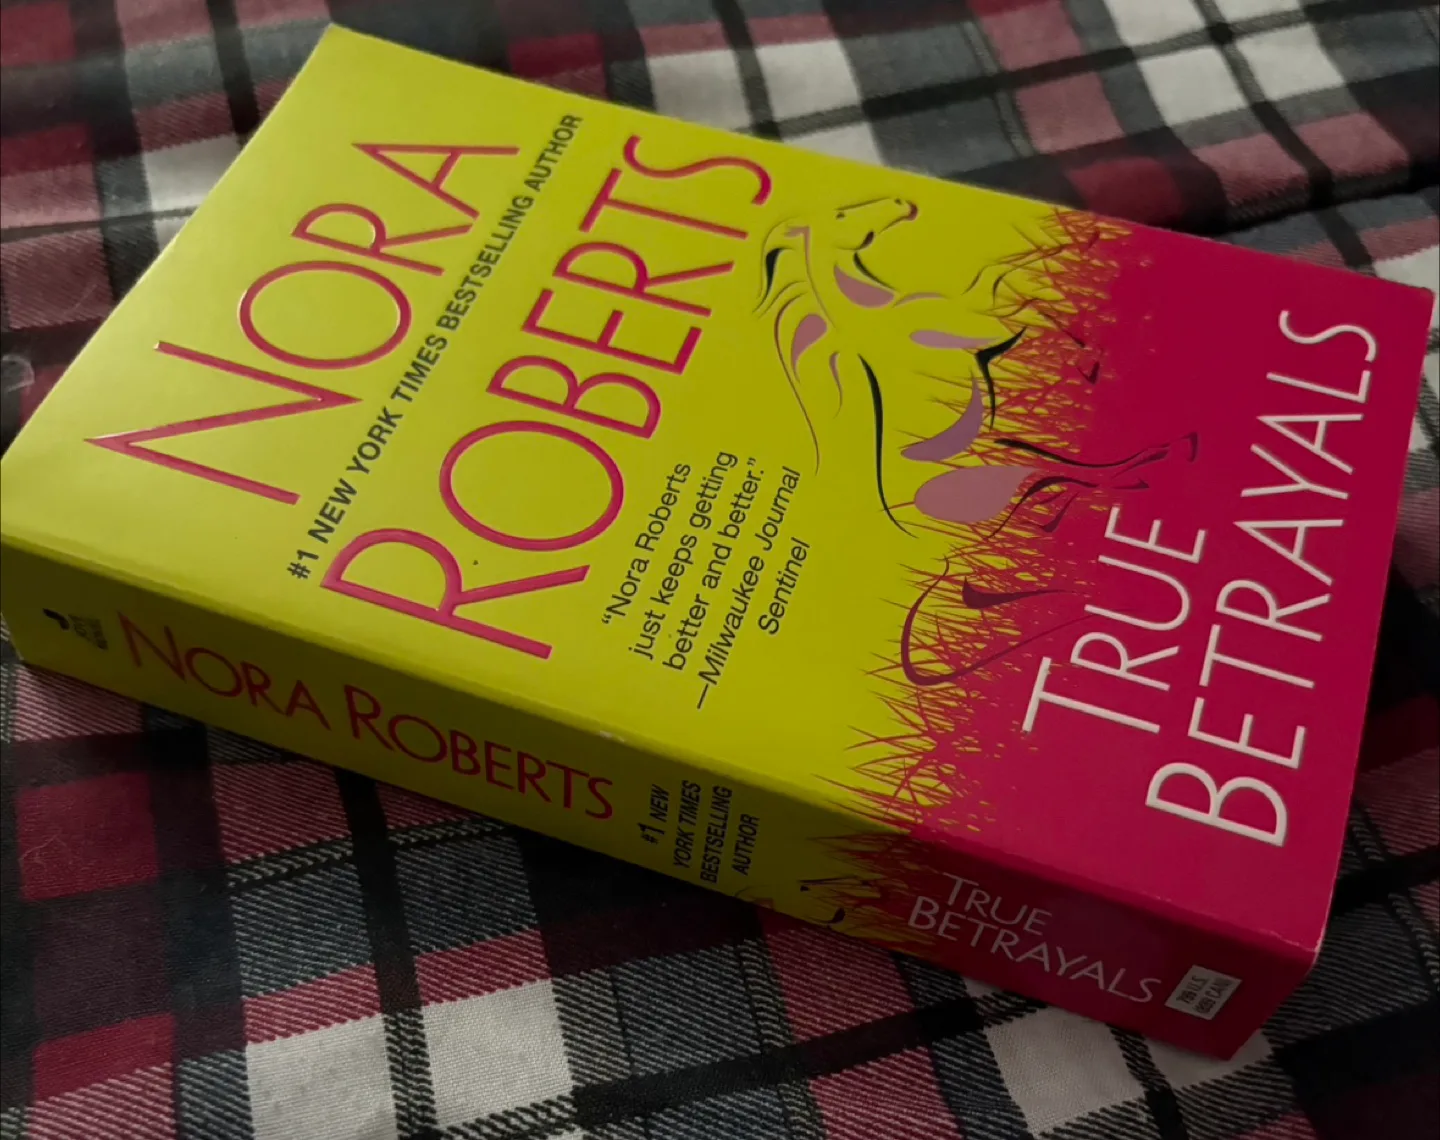 NORA
#1 NEW YORK TIMES BESTSELLING AUTHOR
ROBERTS
“Nora Roberts
just keeps getting
better and better.”
—Milwaukee Journal
Sentinel
TRUE
BETRAYALS
NORA ROBERTS
#1 NEW
YORK TIMES
BESTSELLING
AUTHOR
TRUE
BETRAYALS